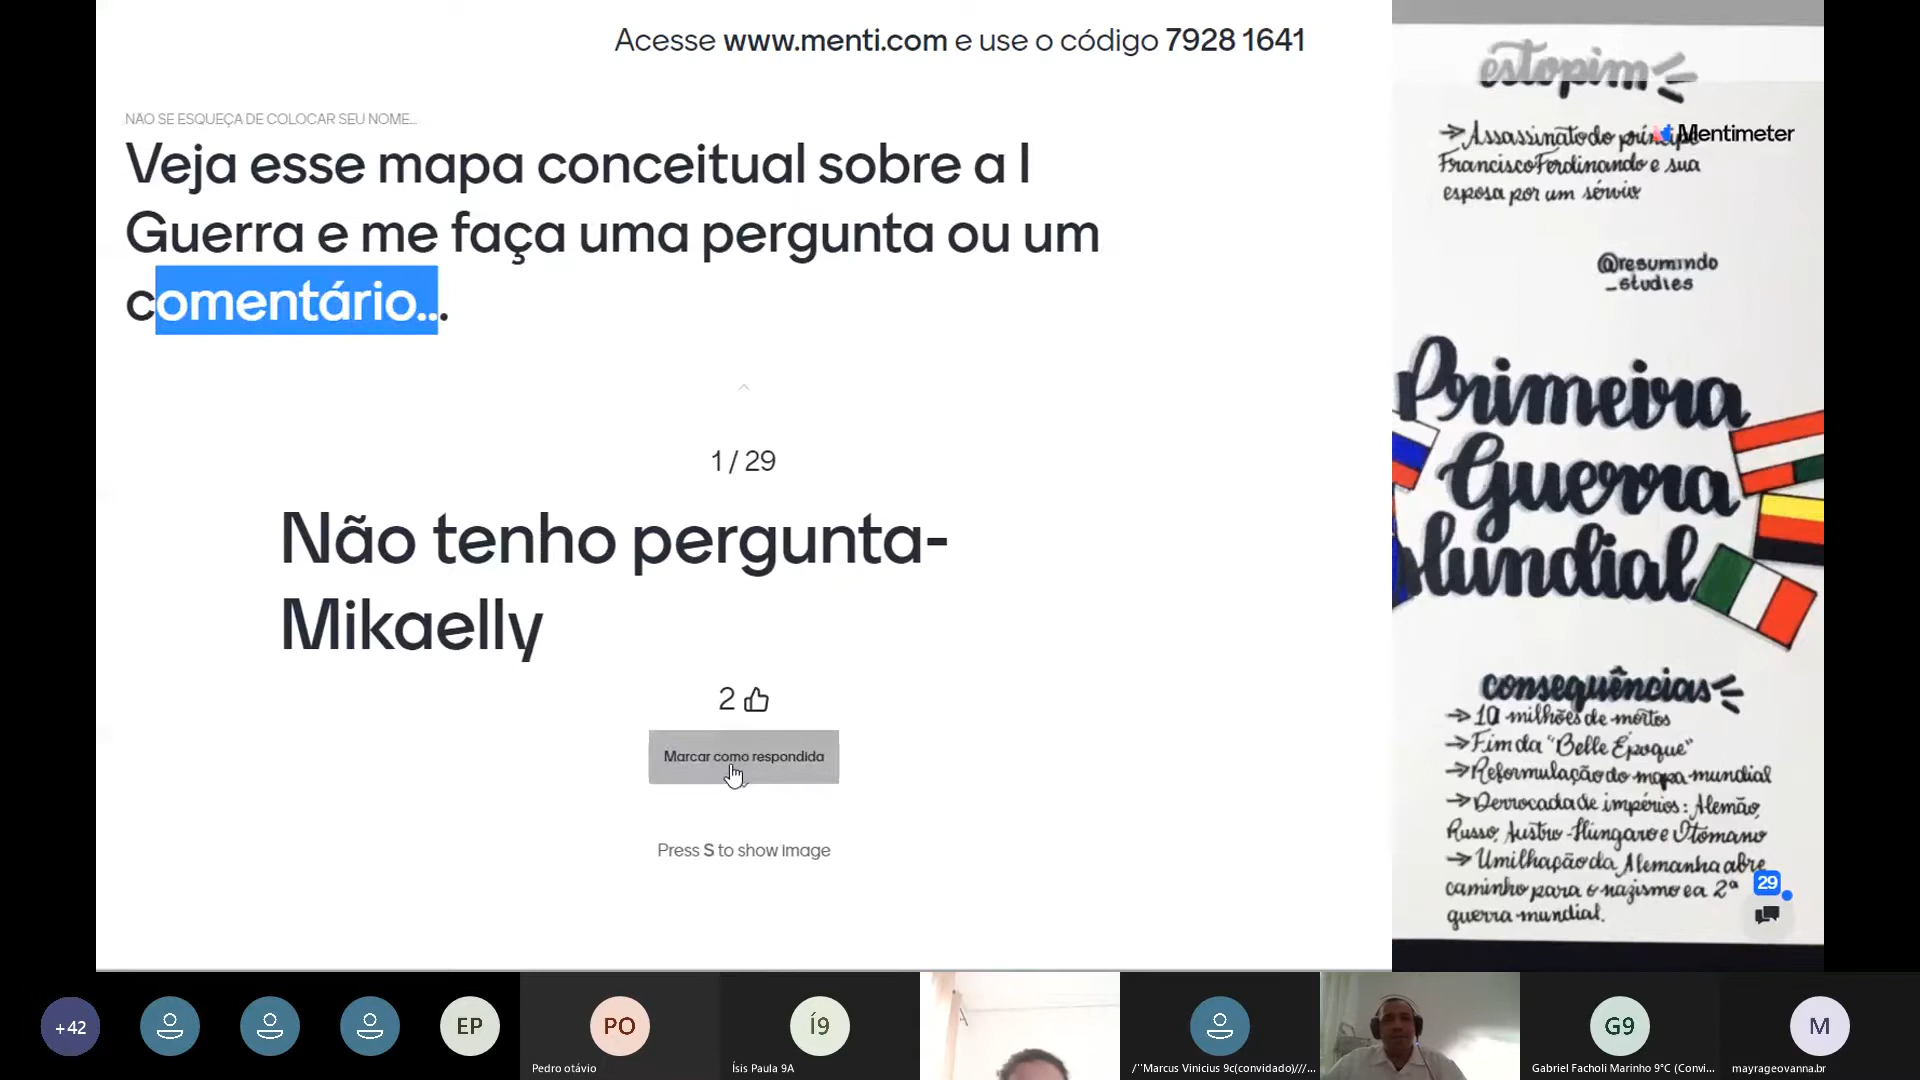 Acesse www.menti.com e use o código 7928 1641
NÃO SE ESQUEÇA DE COLOCAR SEU NOME...
Veja esse mapa conceitual sobre a I
Guerra e me faça uma pergunta ou um
comentário...
1 / 29
Não tenho pergunta-
Mikaelly
2
Marcar como respondida
Press S to show image
estopim
→Assassinato do príncipe
Francisco Ferdinando e sua
esposa por um sérvio
Mentimeter
@resumindo
_studies
Primeira
Guerra
Mundial
consequências
→10 milhões de mortos
→Fim da "Belle Époque"
→Reformulação do mapa-mundial
→Derrocada de impérios: Alemão,
Russo, Austro-Húngaro e Otomano
→Umilhação da Alemanha abre
caminho para o nazismo e a 2ª
guerra mundial.
29
+42
EP
PO
Pedro otávio
Í9
Ísis Paula 9A
/''Marcus Vinicius 9c(convidado)///...
G9
Gabriel Facholi Marinho 9°C (Convi...
M
mayrageovanna.br